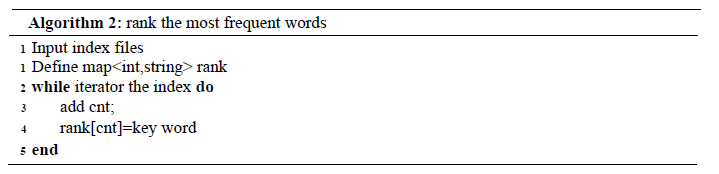 Algorithm 2: rank the most frequent words
1 Input index files
1 Define map<int,string> rank
2 while iterator the index do
3 add cnt;
4 rank[cnt]=key word
5 end